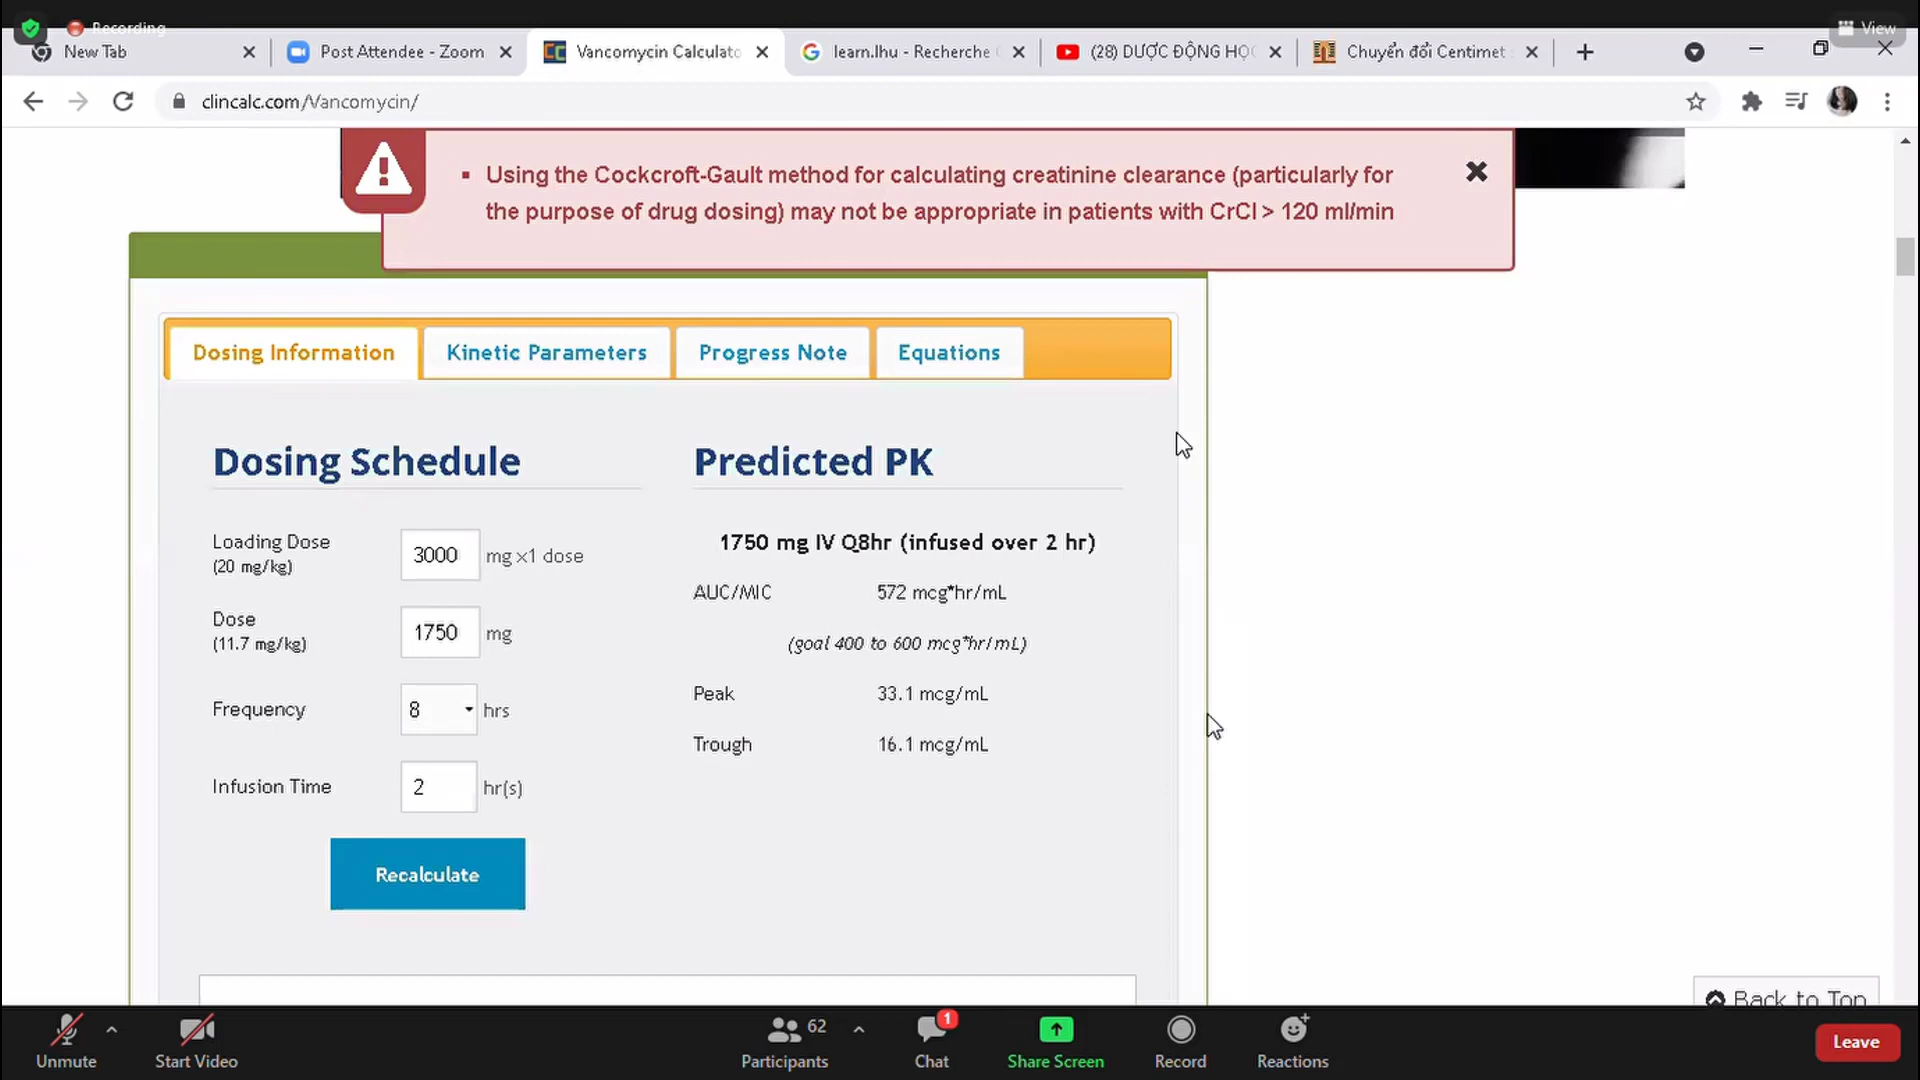 Recording
View
New Tab
Post Attendee - Zoom
Vancomycin Calculato
learn.lhu - Recherche
(28) DƯỢC ĐỘNG HỌC
Chuyển đổi Centimet
clincalc.com/Vancomycin/
▪ Using the Cockcroft-Gault method for calculating creatinine clearance (particularly for
the purpose of drug dosing) may not be appropriate in patients with CrCl > 120 ml/min
Dosing Information
Kinetic Parameters
Progress Note
Equations
Dosing Schedule
Loading Dose
(20 mg/kg)
3000 mg x1 dose
Dose
(11.7 mg/kg)
1750 mg
Frequency
8 hrs
Infusion Time
2 hr(s)
Recalculate
Predicted PK
1750 mg IV Q8hr (infused over 2 hr)
AUC/MIC 572 mcg*hr/mL
(goal 400 to 600 mcg*hr/mL)
Peak 33.1 mcg/mL
Trough 16.1 mcg/mL
Back to Top
Unmute
Start Video
62
Participants
1
Chat
Share Screen
Record
Reactions
Leave